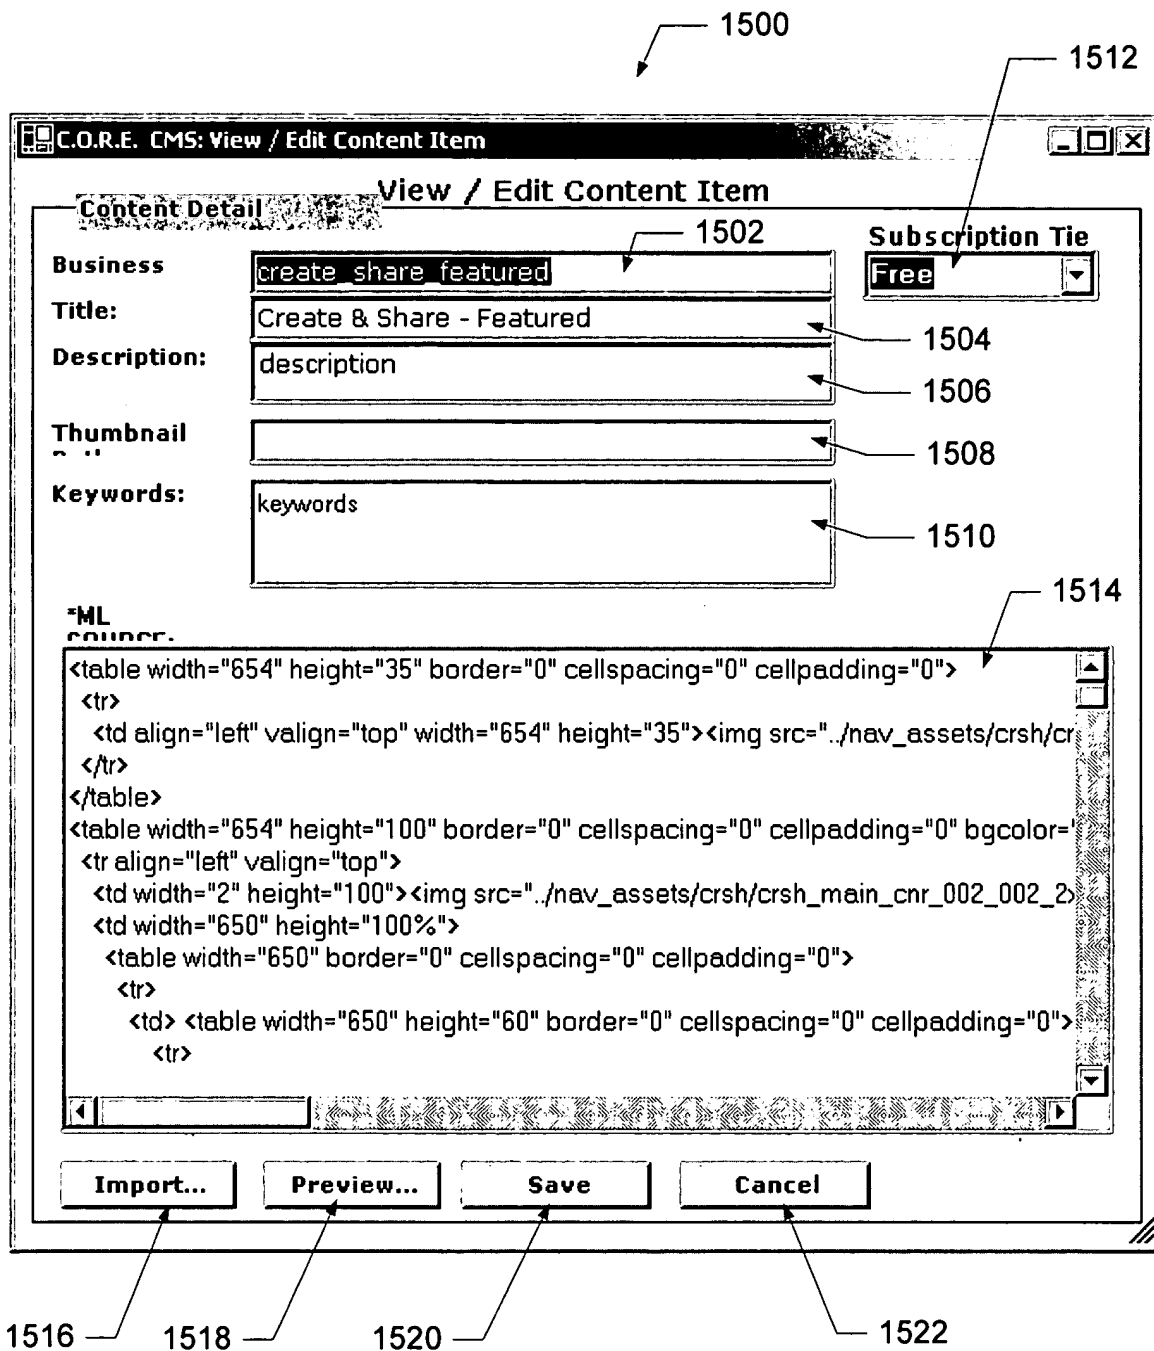 1500
1512
C.O.R.E. CMS: View / Edit Content Item
View / Edit Content Item
Content Detail
1502
Subscription Tie
Business
create_share_featured
Free
Title:
Create & Share - Featured
1504
Description:
description
1506
Thumbnail
1508
Keywords:
keywords
1510
1514
*ML
<table width="654" height="35" border="0" cellspacing="0" cellpadding="0">
<tr>
<td align="left" valign="top" width="654" height="35"><img src="../nav_assets/crsh/cr
</tr>
</table>
<table width="654" height="100" border="0" cellspacing="0" cellpadding="0" bgcolor=
<tr align="left" valign="top">
<td width="2" height="100"><img src="../nav_assets/crsh/crsh_main_cnr_002_002_2
<td width="650" height="100%">
<table width="650" border="0" cellspacing="0" cellpadding="0">
<tr>
<td> <table width="650" height="60" border="0" cellspacing="0" cellpadding="0">
<tr>
Import...
Preview...
Save
Cancel
1516
1518
1520
1522